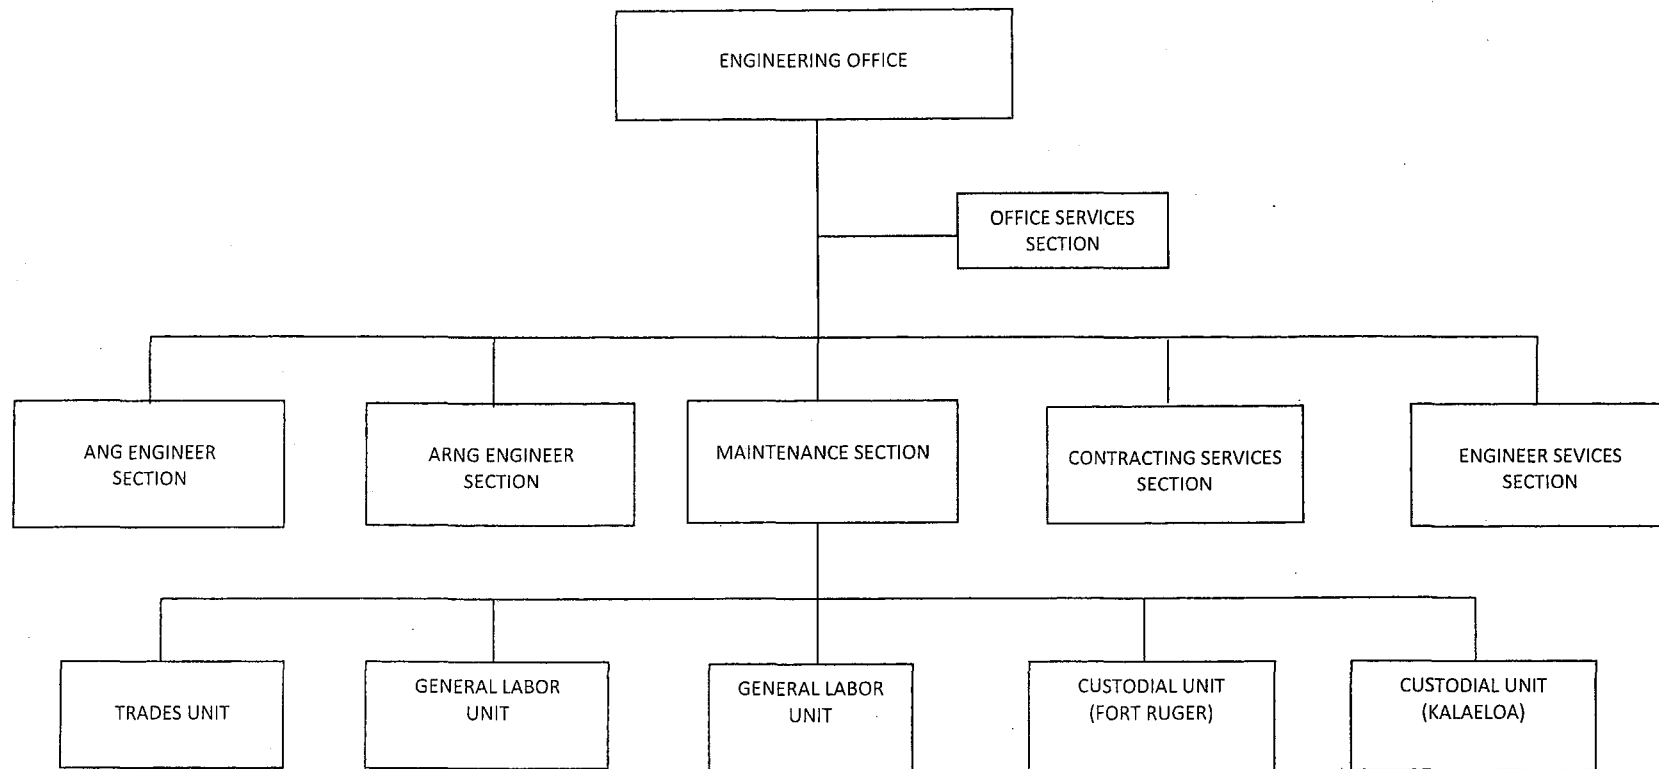 ENGINEERING OFFICE
OFFICE SERVICES
SECTION
ANG ENGINEER
SECTION
ARNG ENGINEER
SECTION
MAINTENANCE SECTION
CONTRACTING SERVICES
SECTION
ENGINEER SEVICES
SECTION
TRADES UNIT
GENERAL LABOR
UNIT
GENERAL LABOR
UNIT
CUSTODIAL UNIT
(FORT RUGER)
CUSTODIAL UNIT
(KALAELOA)